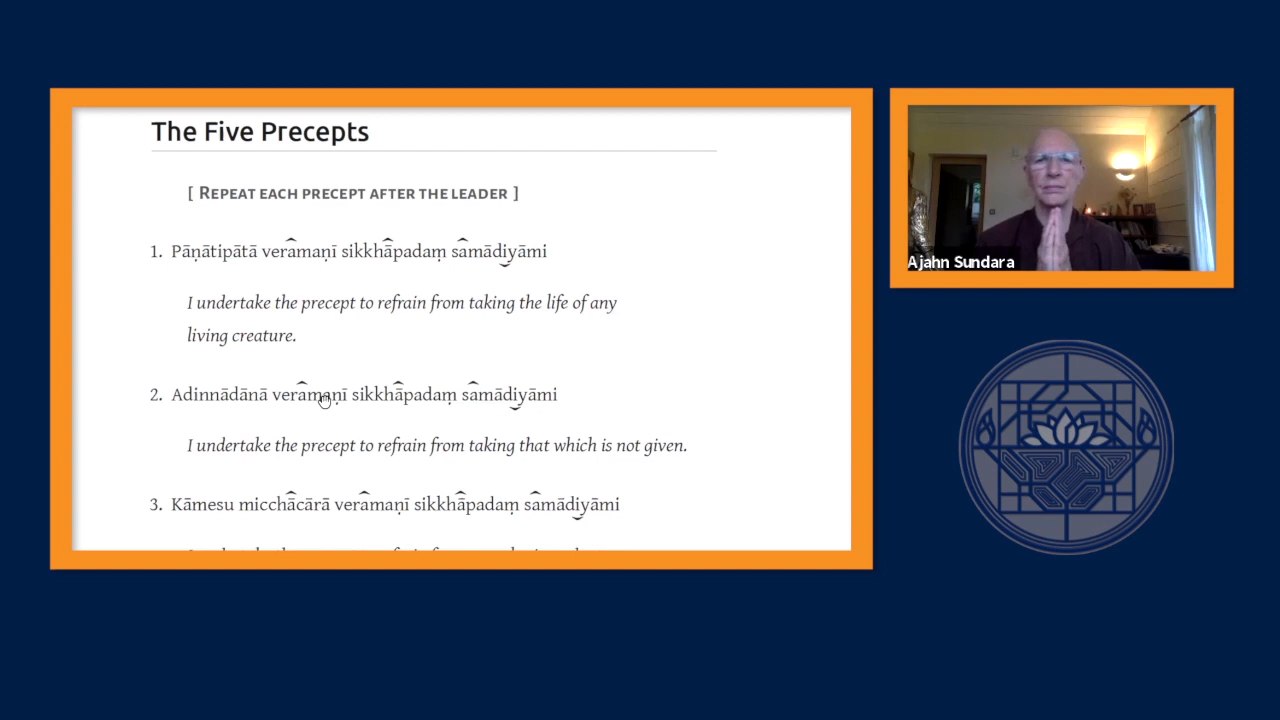 The Five Precepts
[ Repeat each precept after the leader ]
1. Pāṇātipātā veramaṇī sikkhāpadaṃ samādiyāmi
I undertake the precept to refrain from taking the life of any
living creature.
2. Adinnādānā veramaṇī sikkhāpadaṃ samādiyāmi
I undertake the precept to refrain from taking that which is not given.
3. Kāmesu micchācārā veramaṇī sikkhāpadaṃ samādiyāmi
Ajahn Sundara